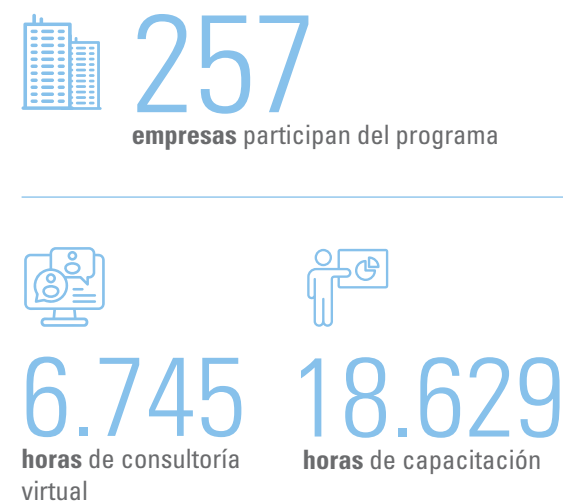 257
empresas participan del programa
6.745
horas de consultoría
virtual
18.629
horas de capacitación